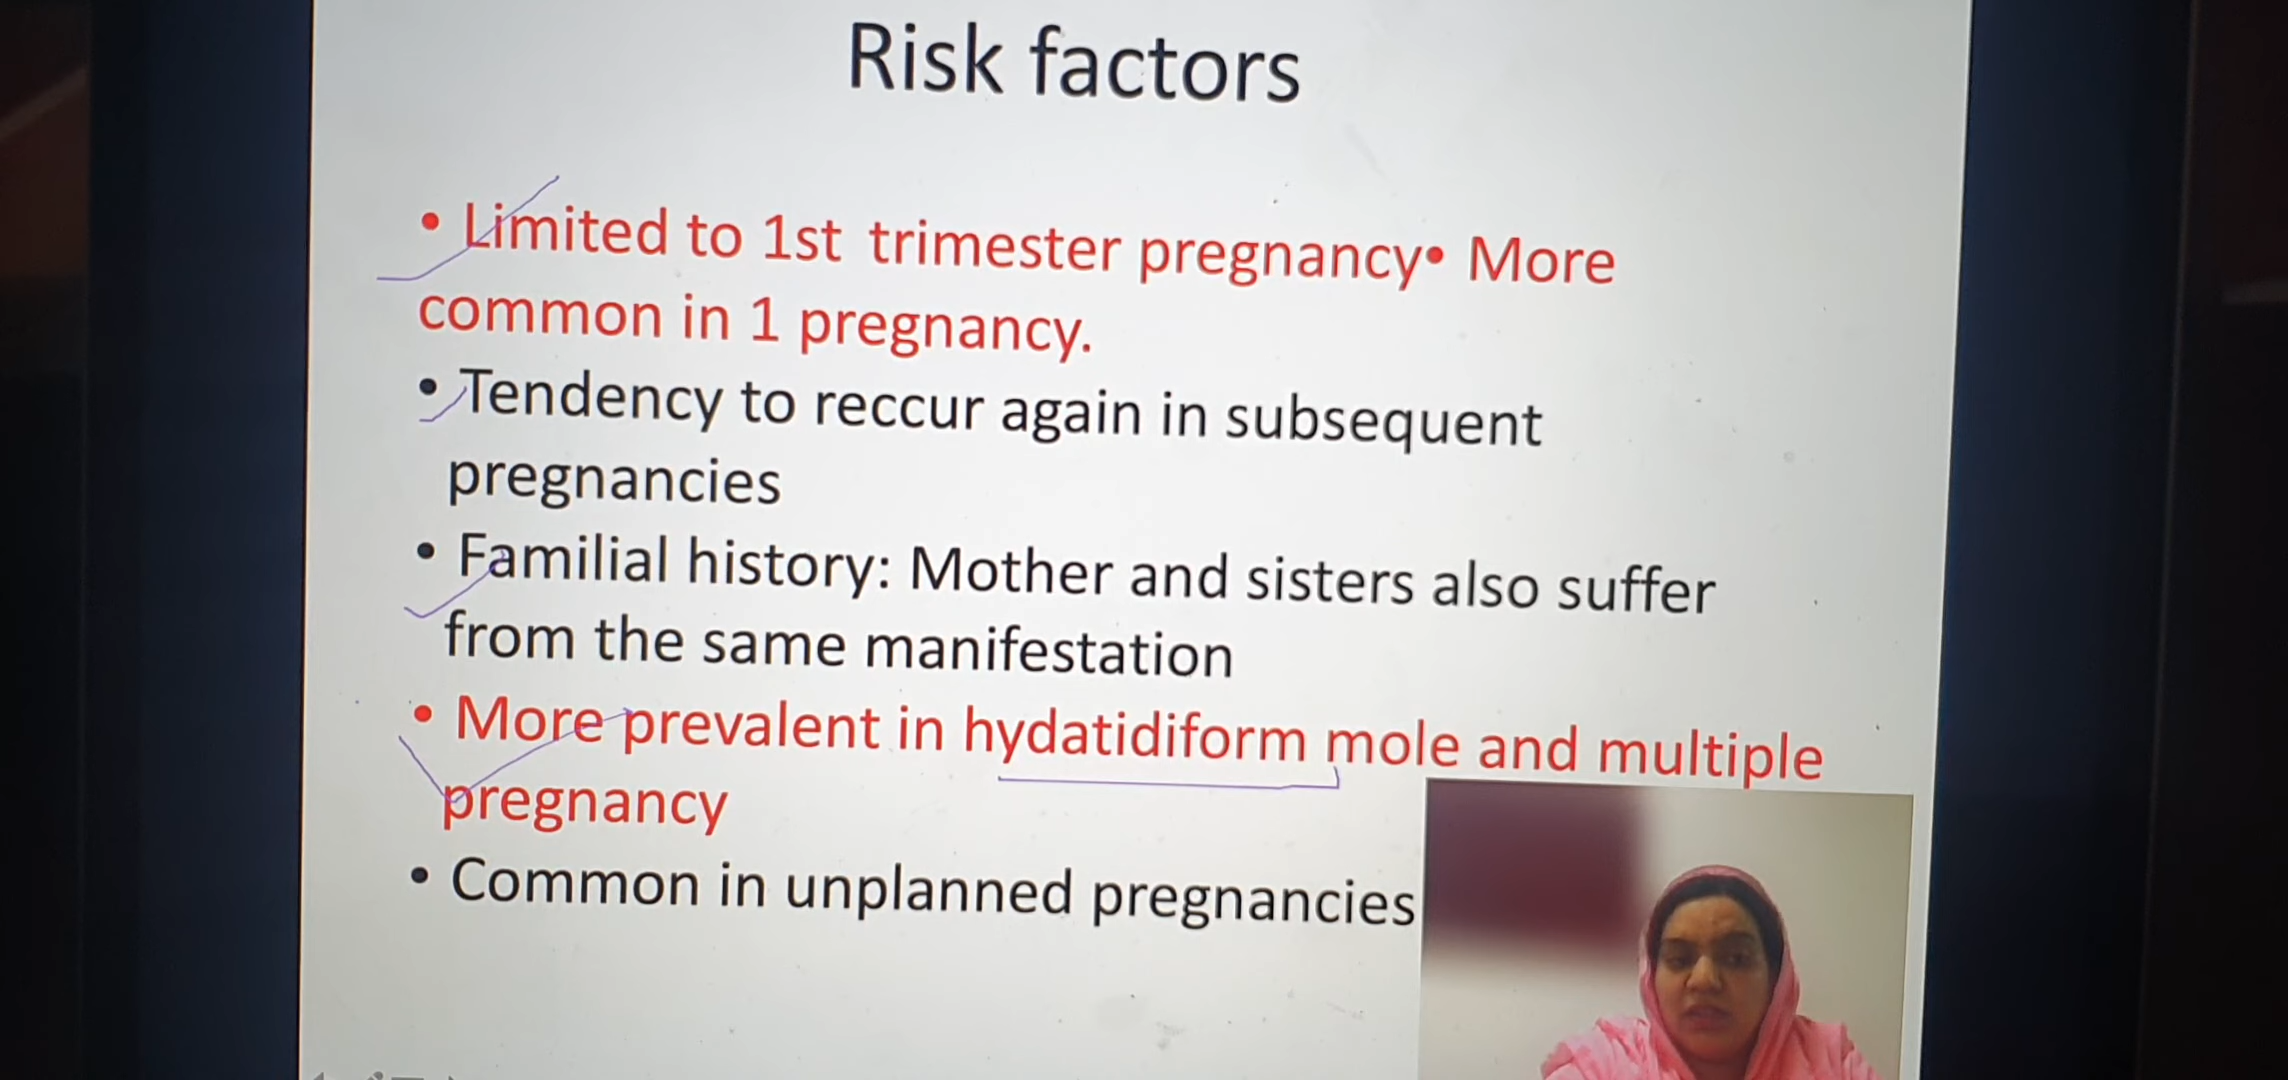 Risk factors
• Limited to 1st trimester pregnancy• More
common in 1 pregnancy.
• Tendency to reccur again in subsequent
pregnancies
• Familial history: Mother and sisters also suffer
from the same manifestation
• More prevalent in hydatidiform mole and multiple
pregnancy
• Common in unplanned pregnancies